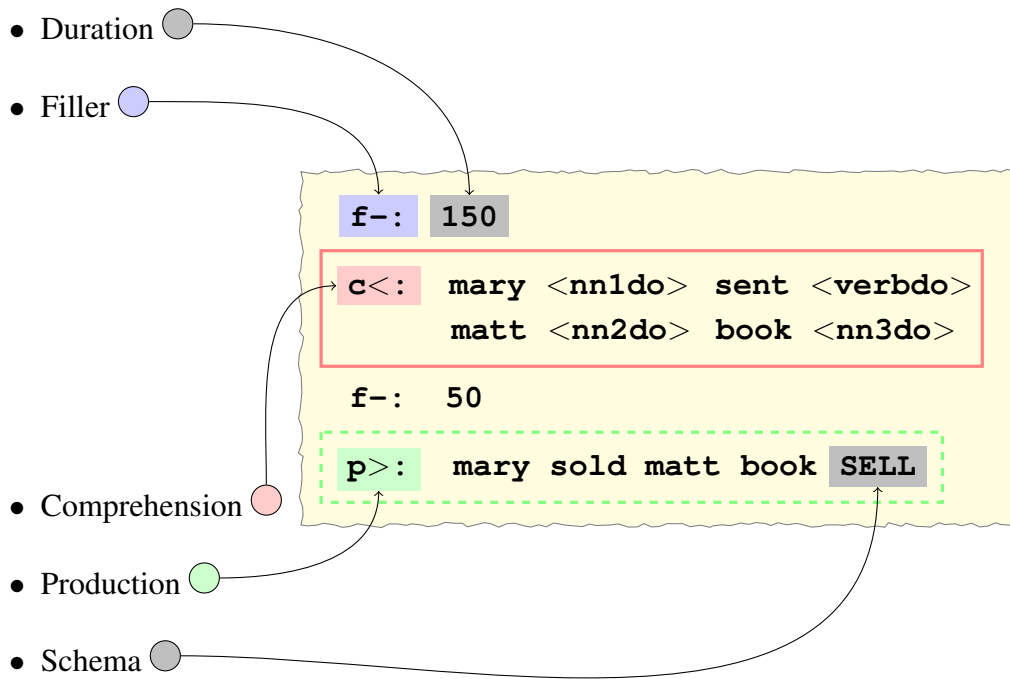 • Duration
• Filler
f-: 150
c<: mary <nn1do> sent <verbdo>
matt <nn2do> book <nn3do>
f-: 50
p>: mary sold matt book SELL
• Comprehension
• Production
• Schema